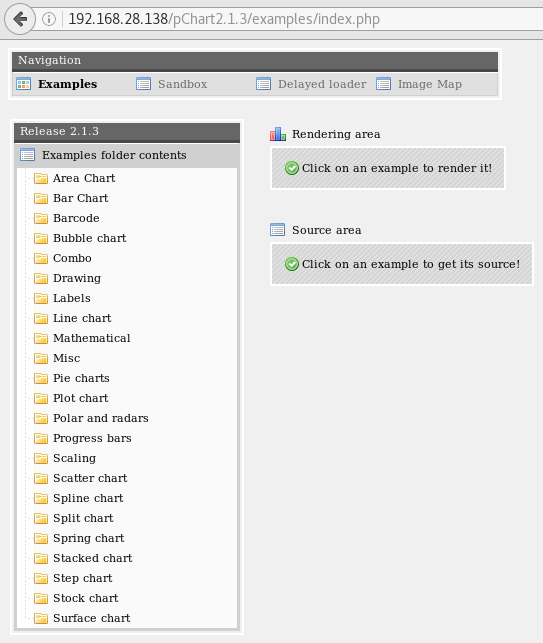 192.168.28.138/pChart2.1.3/examples/index.php
Navigation
Examples Sandbox Delayed loader Image Map
Release 2.1.3
Examples folder contents
Area Chart
Bar Chart
Barcode
Bubble chart
Combo
Drawing
Labels
Line chart
Mathematical
Misc
Pie charts
Plot chart
Polar and radars
Progress bars
Scaling
Scatter chart
Spline chart
Split chart
Spring chart
Stacked chart
Step chart
Stock chart
Surface chart
Rendering area
Click on an example to render it!
Source area
Click on an example to get its source!